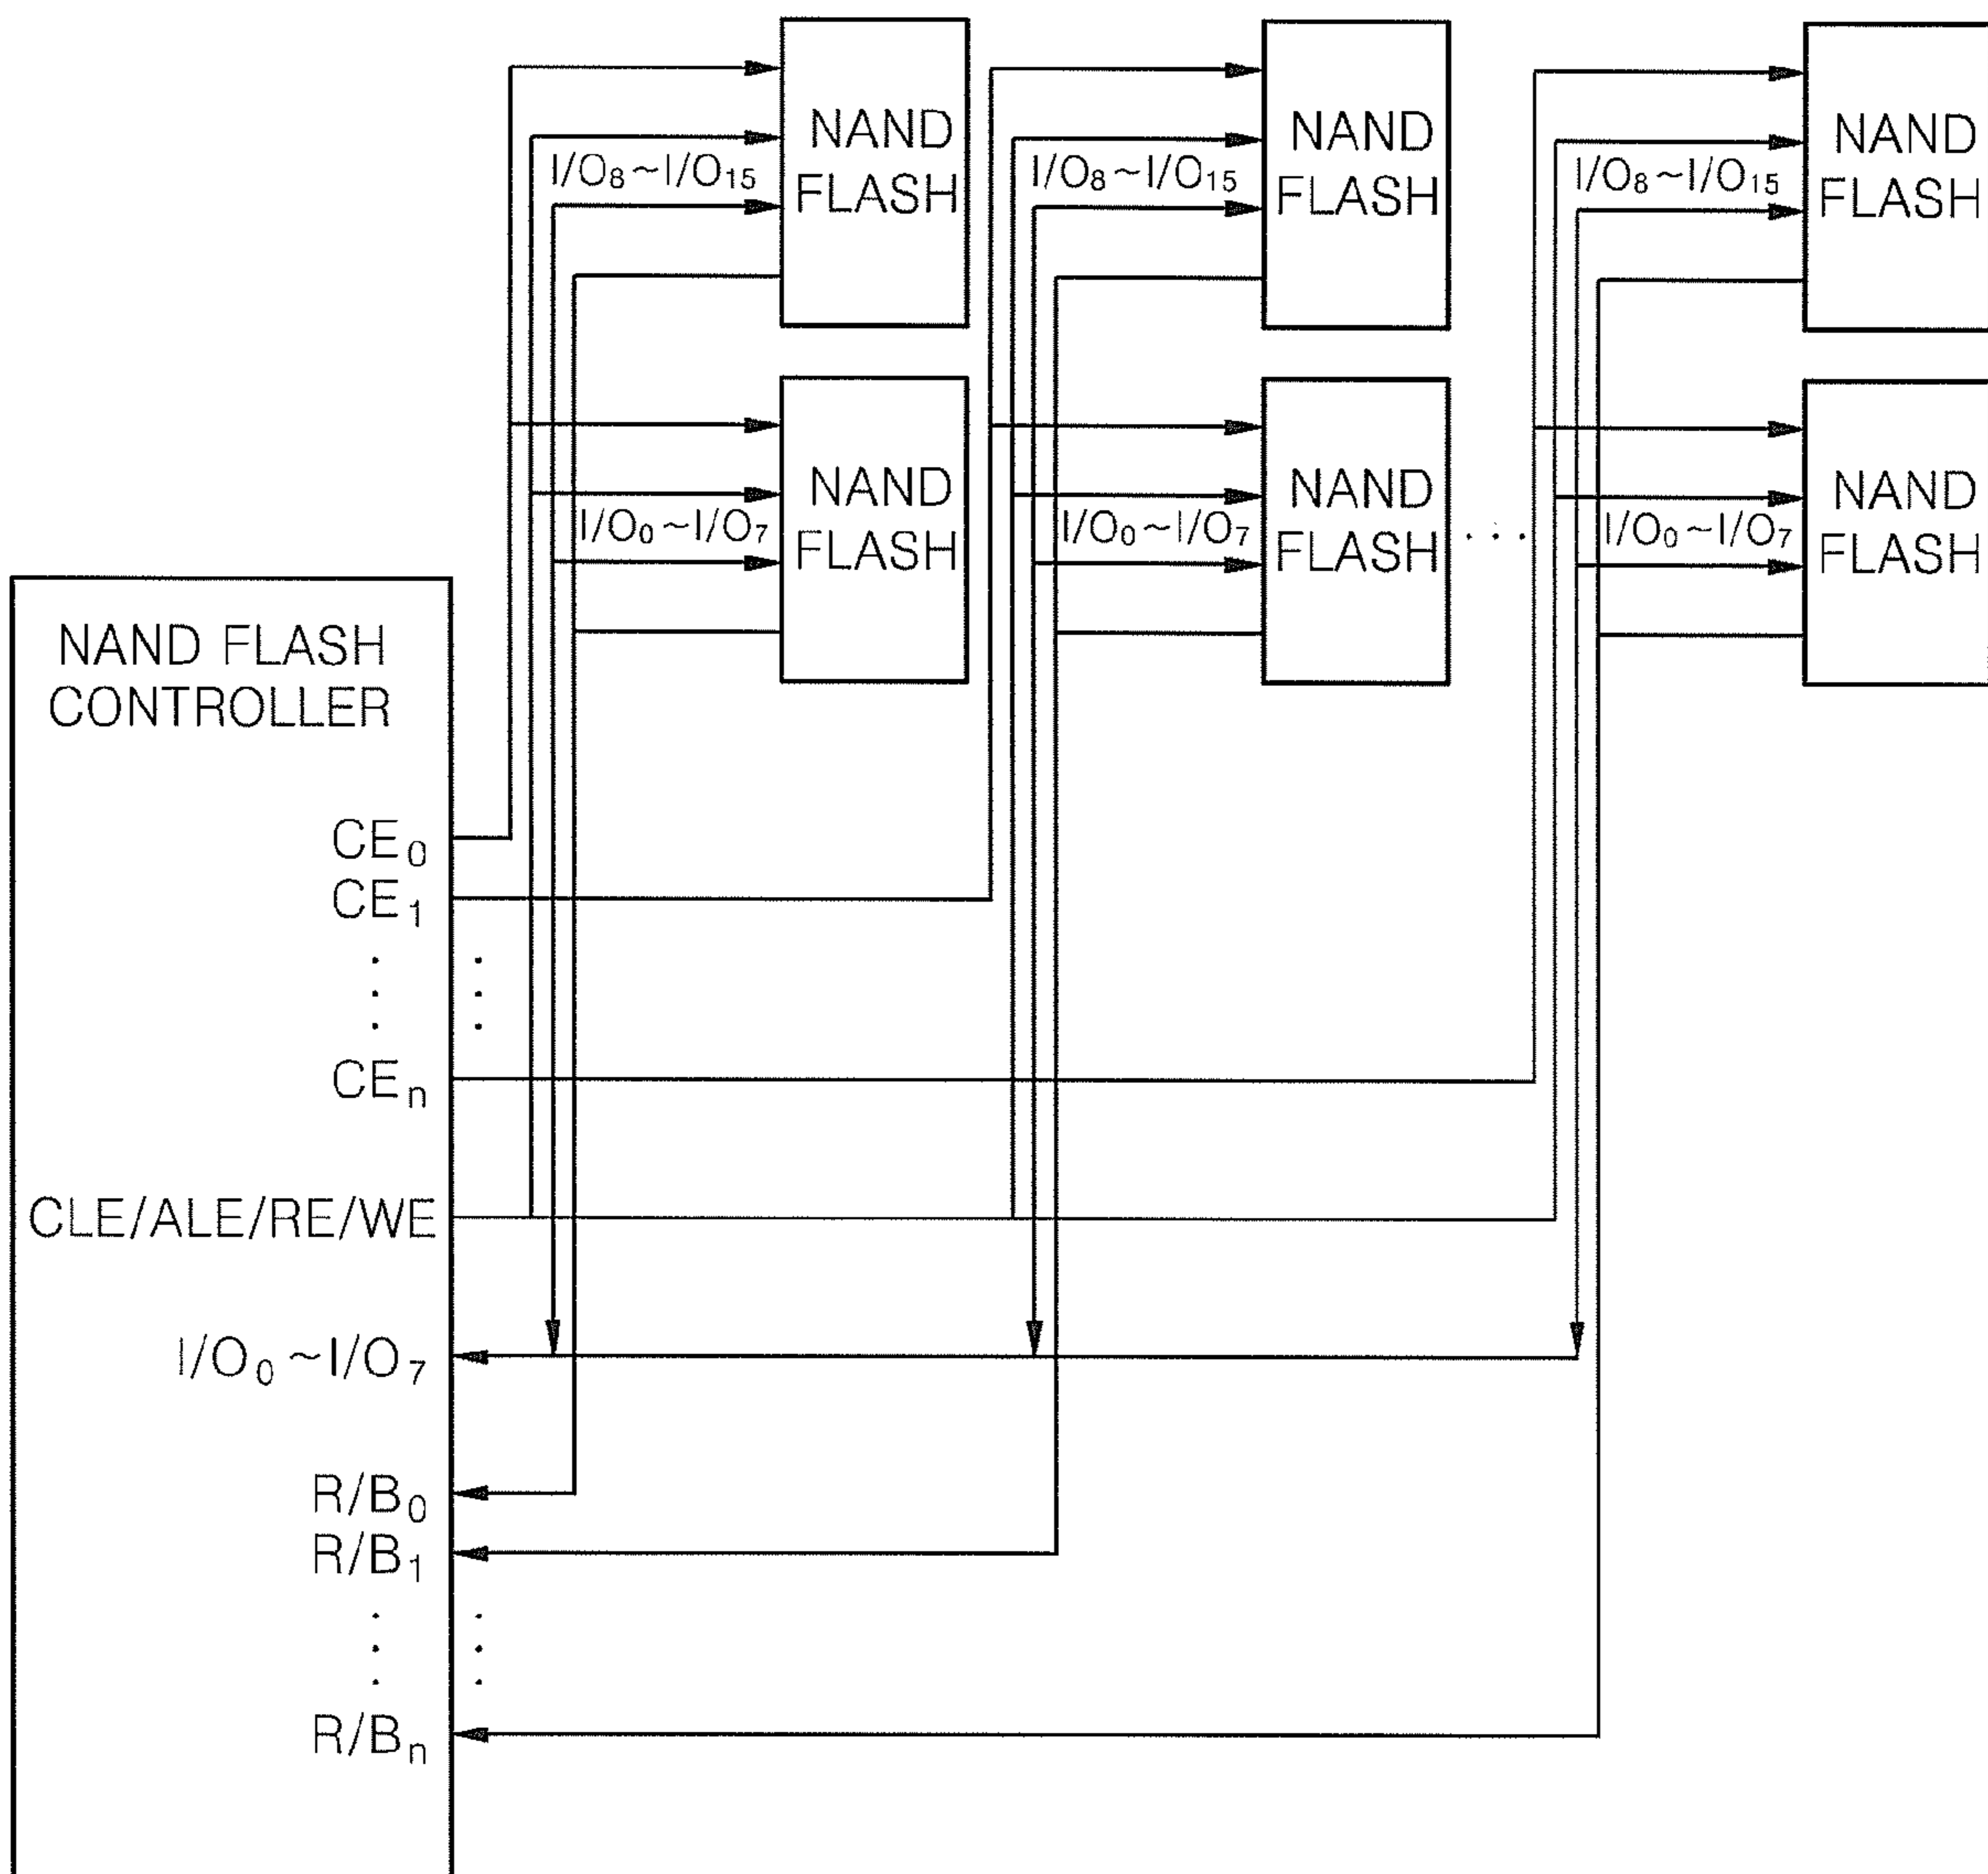 NAND
FLASH
NAND
FLASH
NAND
FLASH
I/O₈~I/O₁₅
I/O₈~I/O₁₅
I/O₈~I/O₁₅
NAND
FLASH
NAND
FLASH
NAND
FLASH
I/O₀~I/O₇
I/O₀~I/O₇
. . .
I/O₀~I/O₇
NAND FLASH
CONTROLLER
CE₀
CE₁
CEₙ
CLE/ALE/RE/WE
I/O₀~I/O₇
R/B₀
R/B₁
R/Bₙ